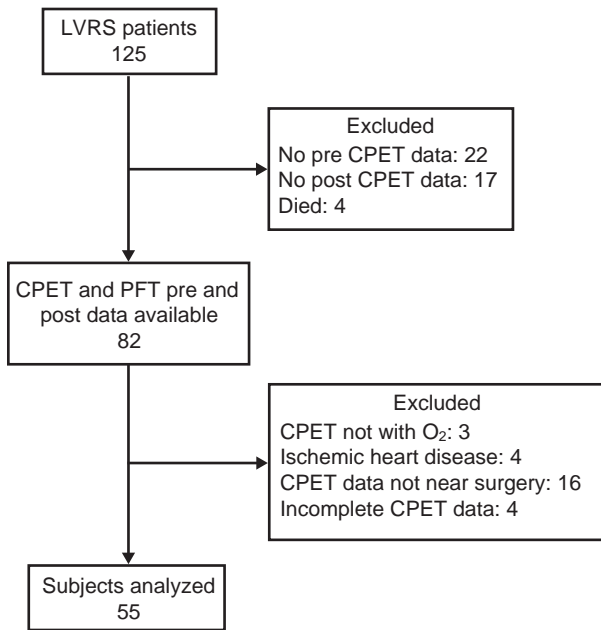 LVRS patients
125
Excluded
No pre CPET data: 22
No post CPET data: 17
Died: 4
CPET and PFT pre and
post data available
82
Excluded
CPET not with O₂: 3
Ischemic heart disease: 4
CPET data not near surgery: 16
Incomplete CPET data: 4
Subjects analyzed
55